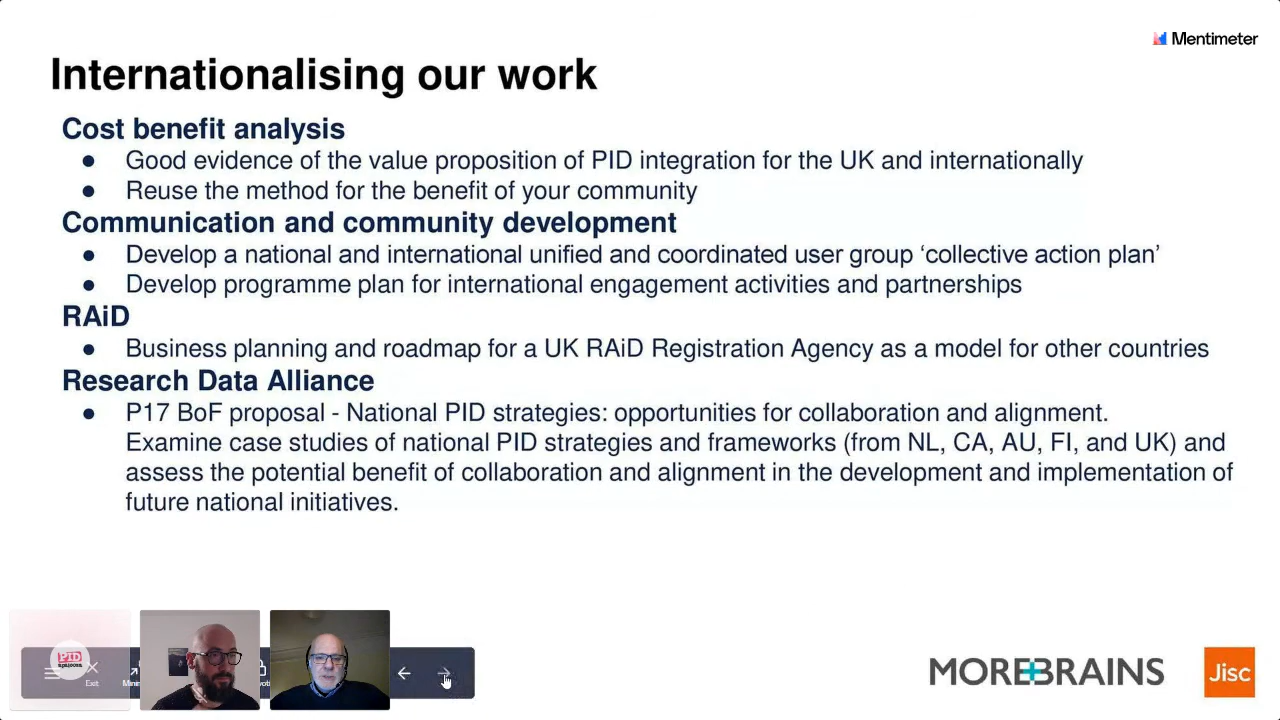 Mentimeter
Internationalising our work
Cost benefit analysis
● Good evidence of the value proposition of PID integration for the UK and internationally
● Reuse the method for the benefit of your community
Communication and community development
● Develop a national and international unified and coordinated user group ‘collective action plan’
● Develop programme plan for international engagement activities and partnerships
RAiD
● Business planning and roadmap for a UK RAiD Registration Agency as a model for other countries
Research Data Alliance
● P17 BoF proposal - National PID strategies: opportunities for collaboration and alignment.
Examine case studies of national PID strategies and frameworks (from NL, CA, AU, FI, and UK) and
assess the potential benefit of collaboration and alignment in the development and implementation of
future national initiatives.
PID
apalooza
Exit
MOREBRAINS
Jisc